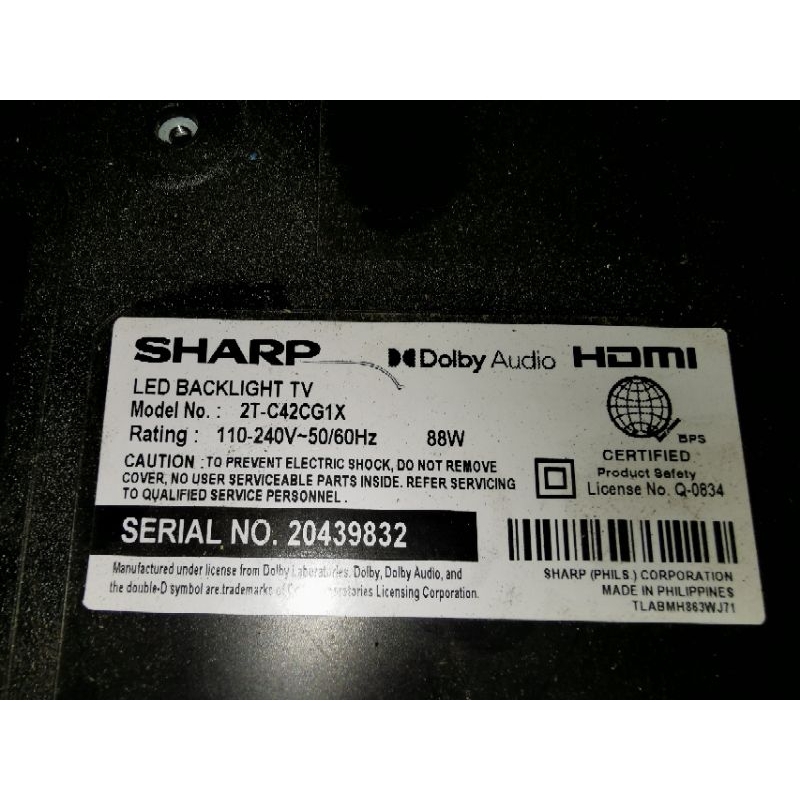 SHARP
Dolby Audio
HDMI
LED BACKLIGHT TV
Model No. : 2T-C42CG1X
Rating : 110-240V~50/60Hz 88W
CAUTION : TO PREVENT ELECTRIC SHOCK, DO NOT REMOVE
COVER, NO USER SERVICEABLE PARTS INSIDE. REFER SERVICING
TO QUALIFIED SERVICE PERSONNEL .
BPS
CERTIFIED
Product Safety
License No. Q-0834
SERIAL NO. 20439832
Manufactured under license from Dolby Laboratories. Dolby, Dolby Audio, and
the double-D symbol are trademarks of Laboratories Licensing Corporation.
SHARP (PHILS.) CORPORATION
MADE IN PHILIPPINES
TLABMH863WJ71